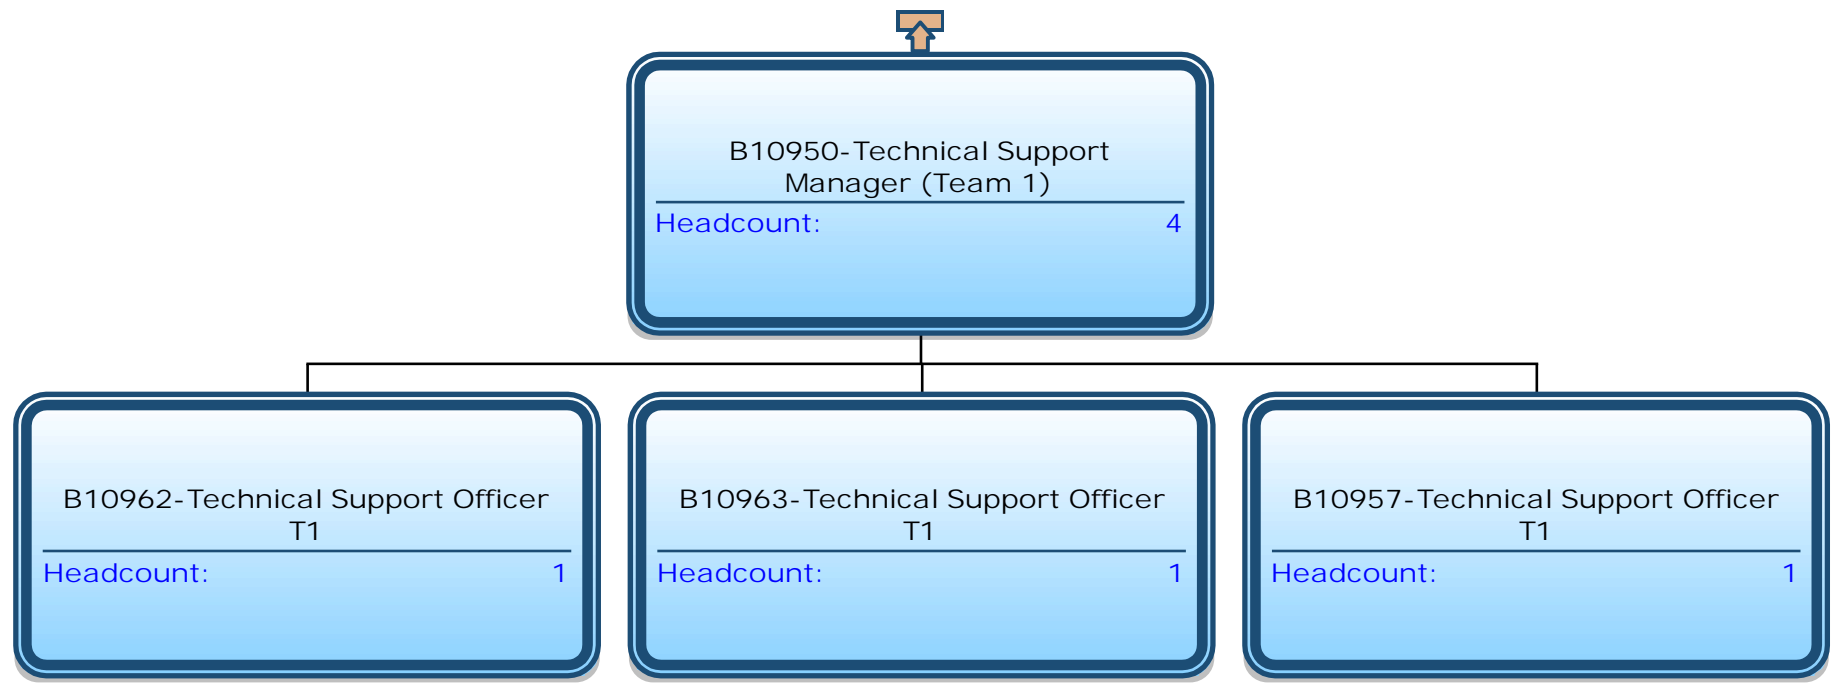 B10950-Technical Support
Manager (Team 1)
Headcount: 4
B10962-Technical Support Officer
T1
Headcount: 1
B10963-Technical Support Officer
T1
Headcount: 1
B10957-Technical Support Officer
T1
Headcount: 1